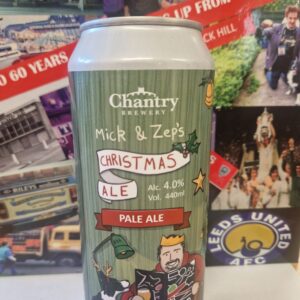 TO 60 YEARS
S UP FROM
CK HILL
Chantry
BREWERY
Mick & Zep's
CHRISTMAS
ALE
Alc. 4.0%
Vol. 440ml
PALE ALE
LEEDS UNITED
AFC